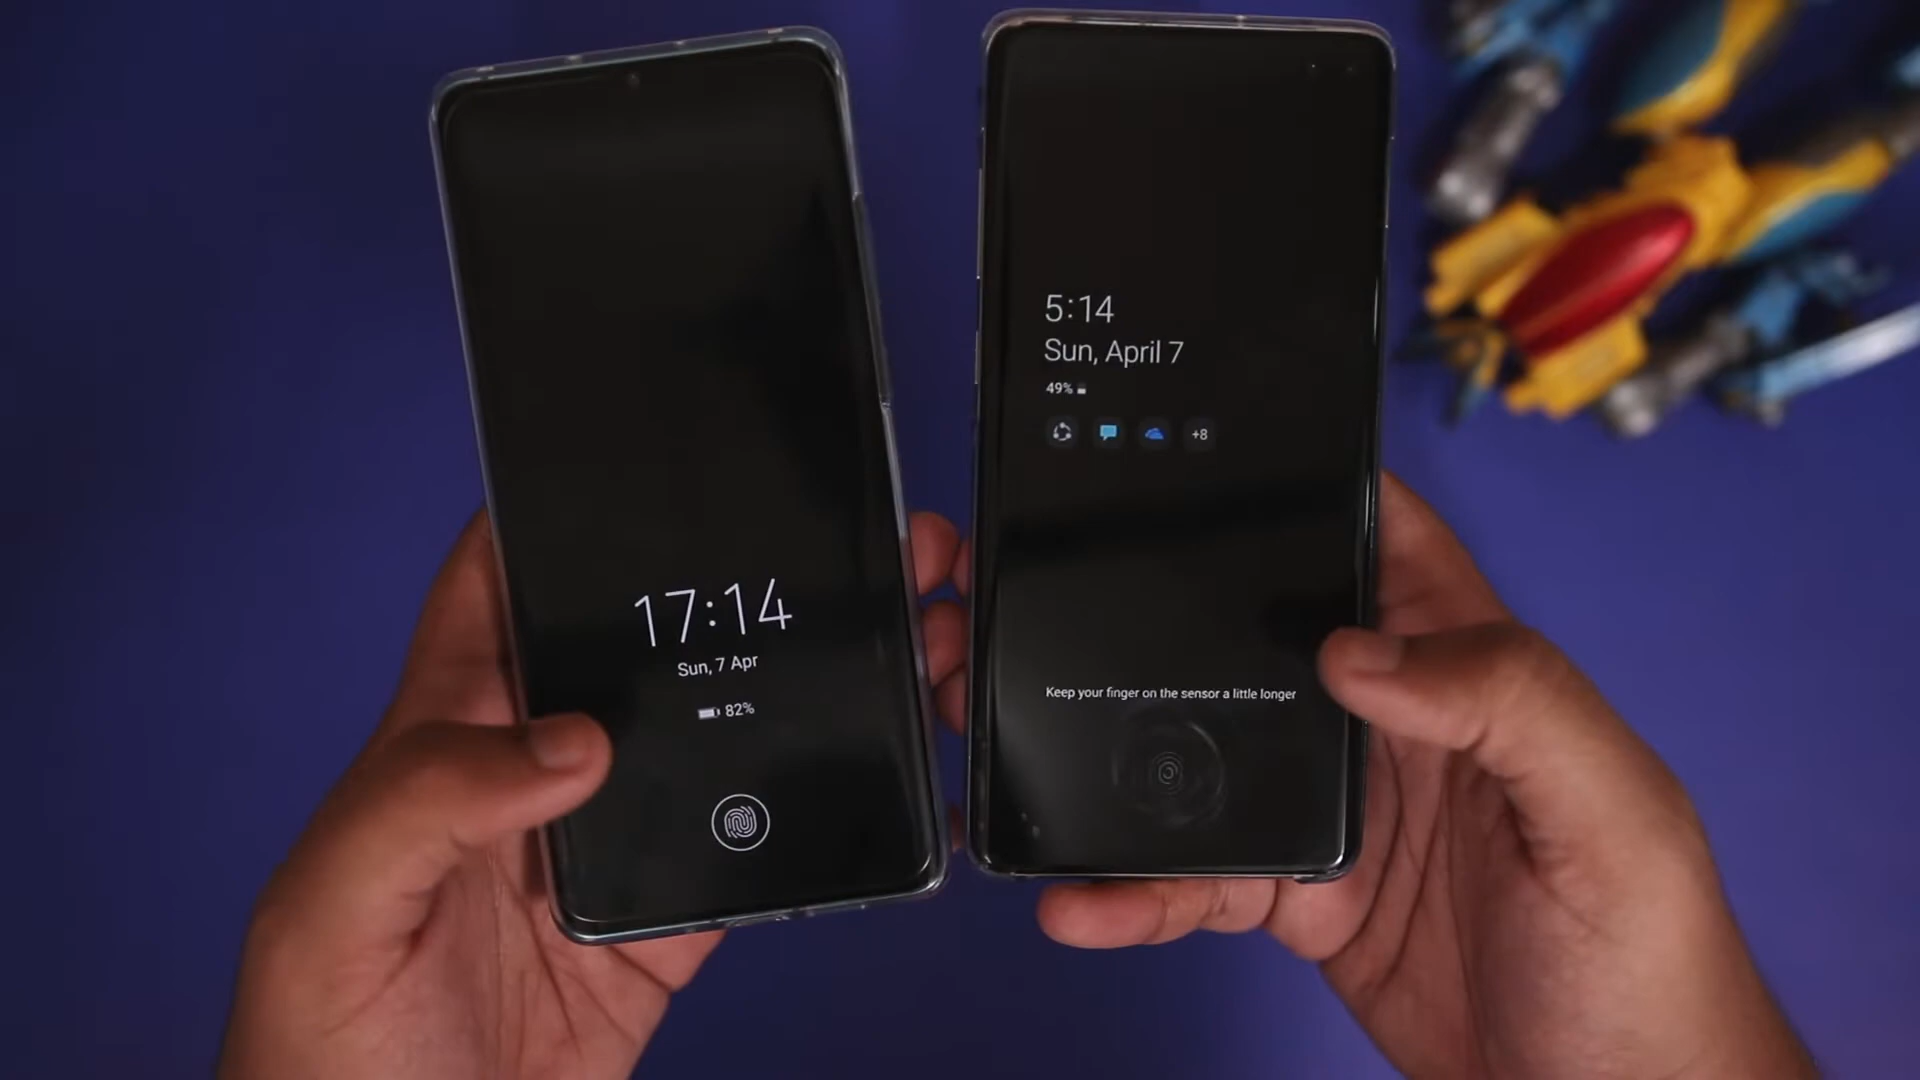 17:14
Sun, 7 Apr
82%
5:14
Sun, April 7
49%
+8
Keep your finger on the sensor a little longer